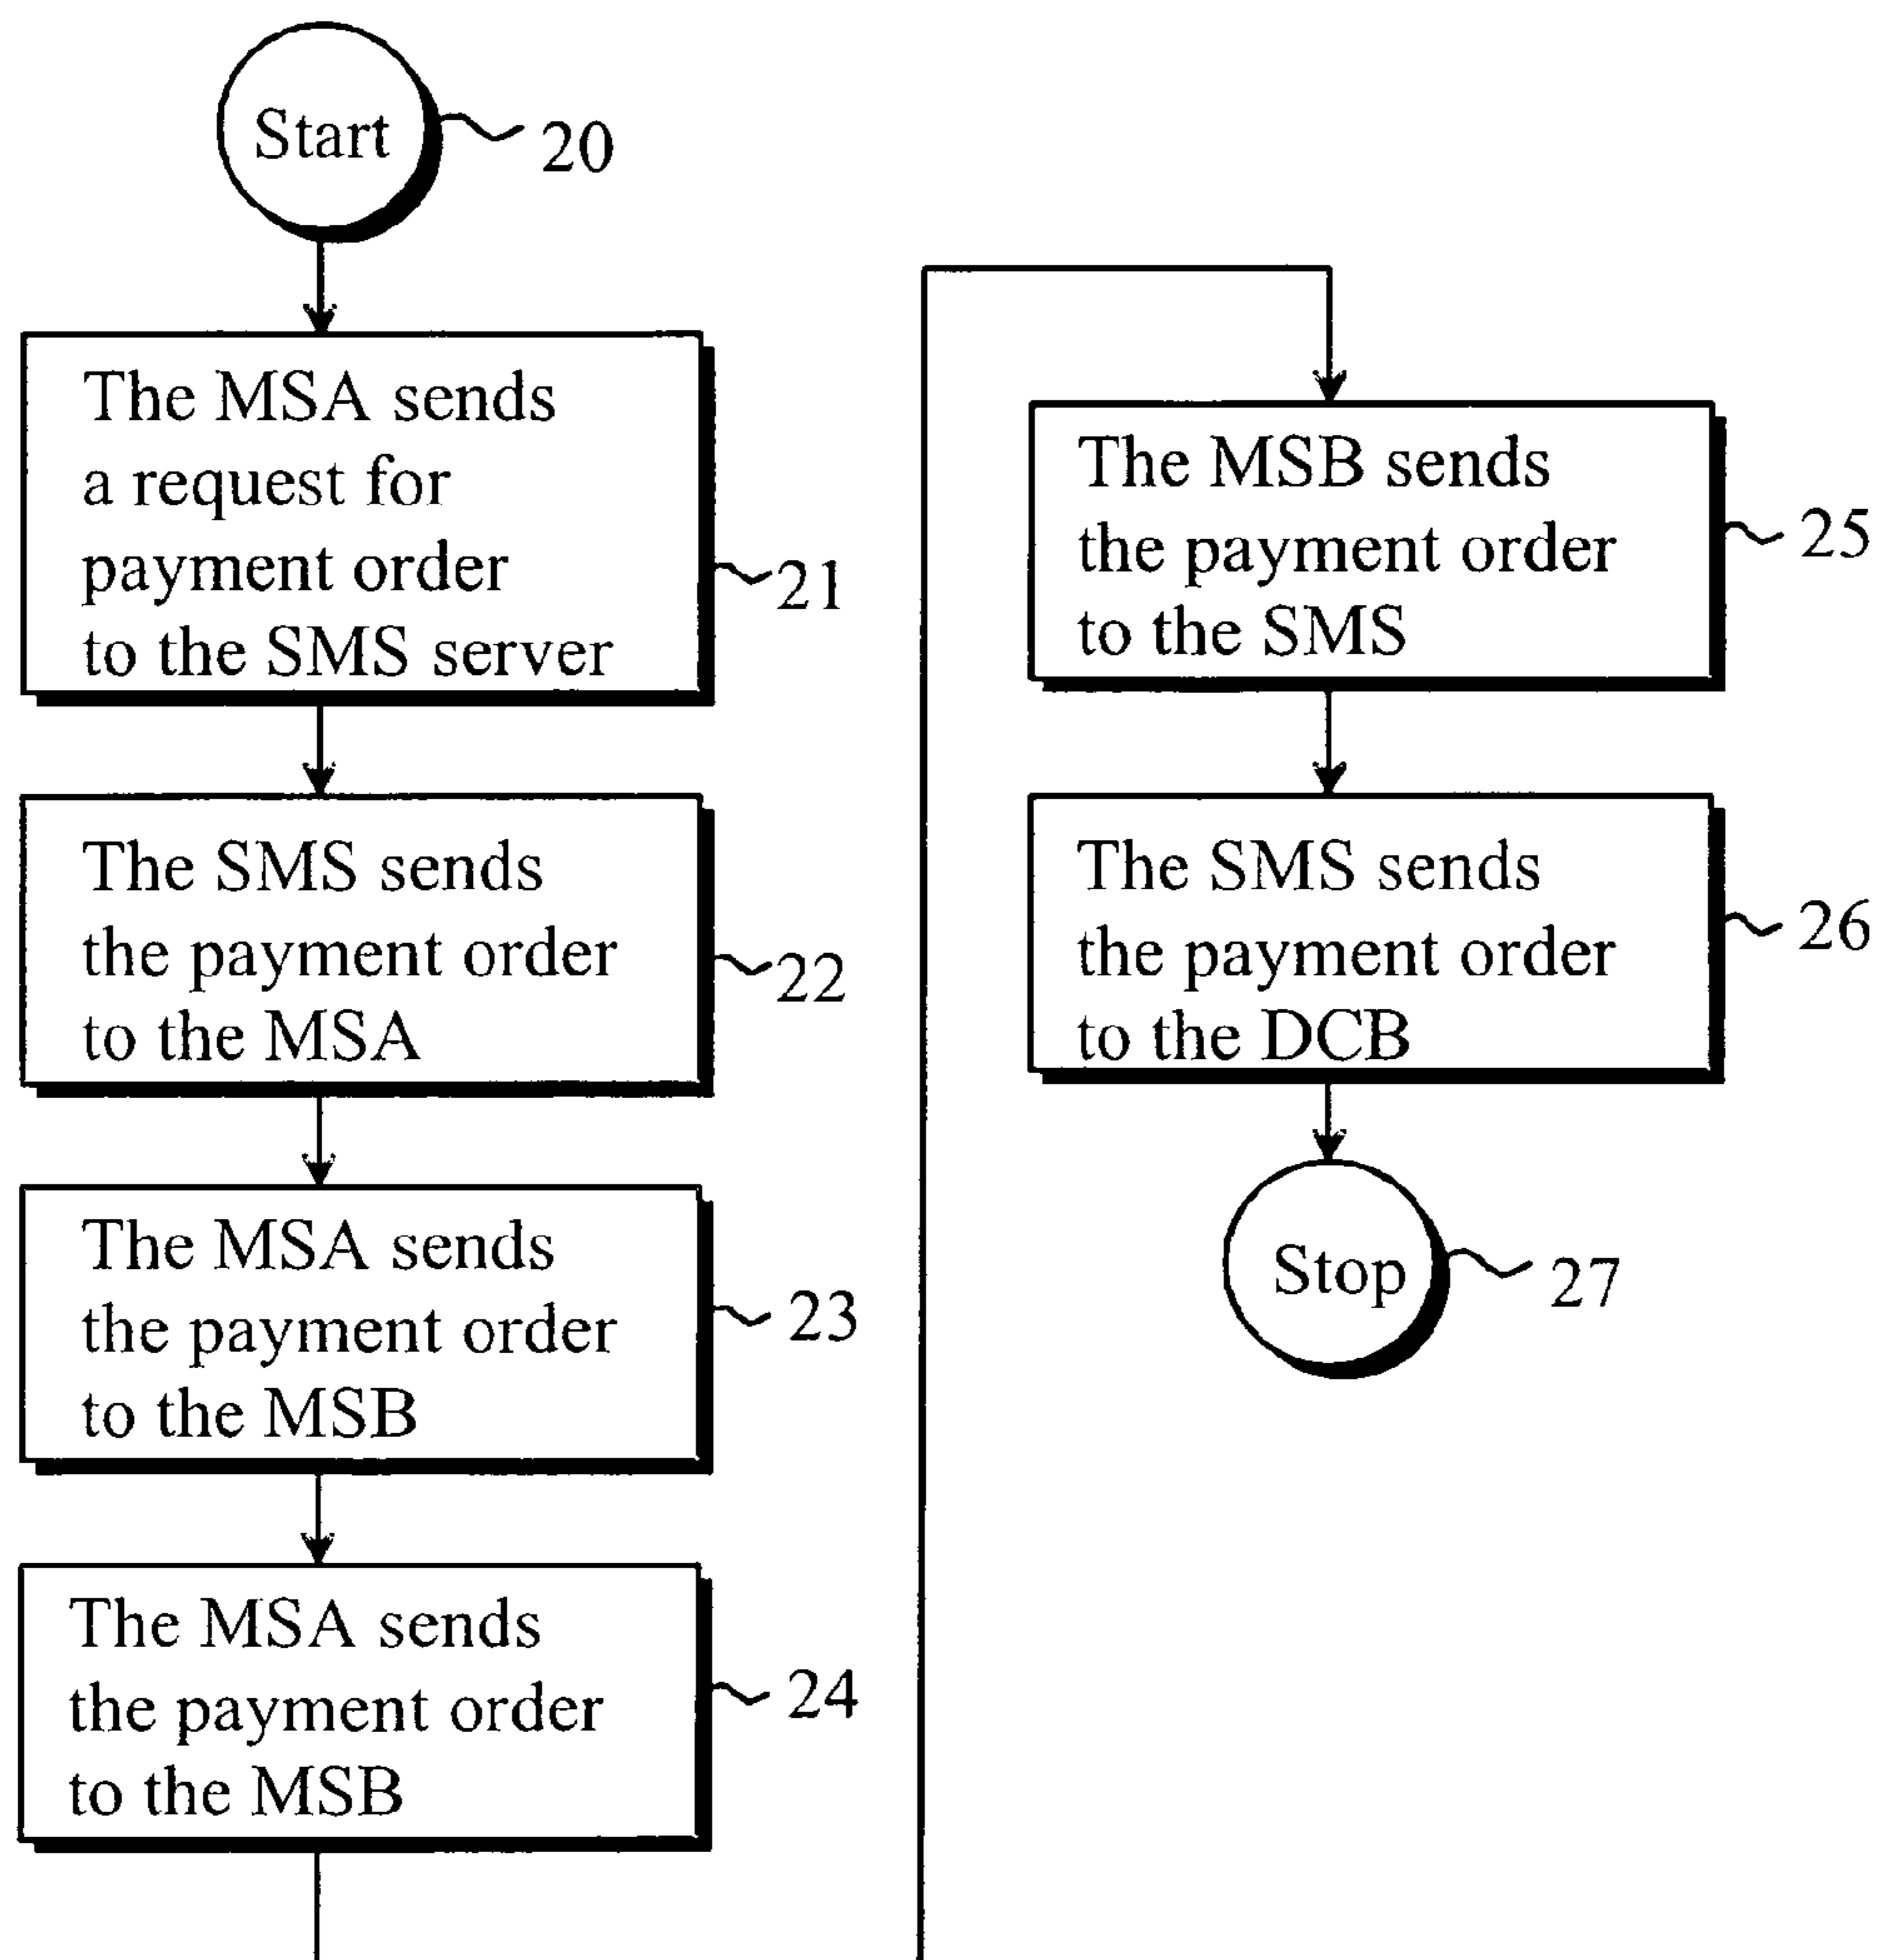 Start
20
The MSA sends
a request for
payment order
to the SMS server
21
The SMS sends
the payment order
to the MSA
22
The MSA sends
the payment order
to the MSB
23
The MSA sends
the payment order
to the MSB
24
The MSB sends
the payment order
to the SMS
25
The SMS sends
the payment order
to the DCB
26
Stop
27